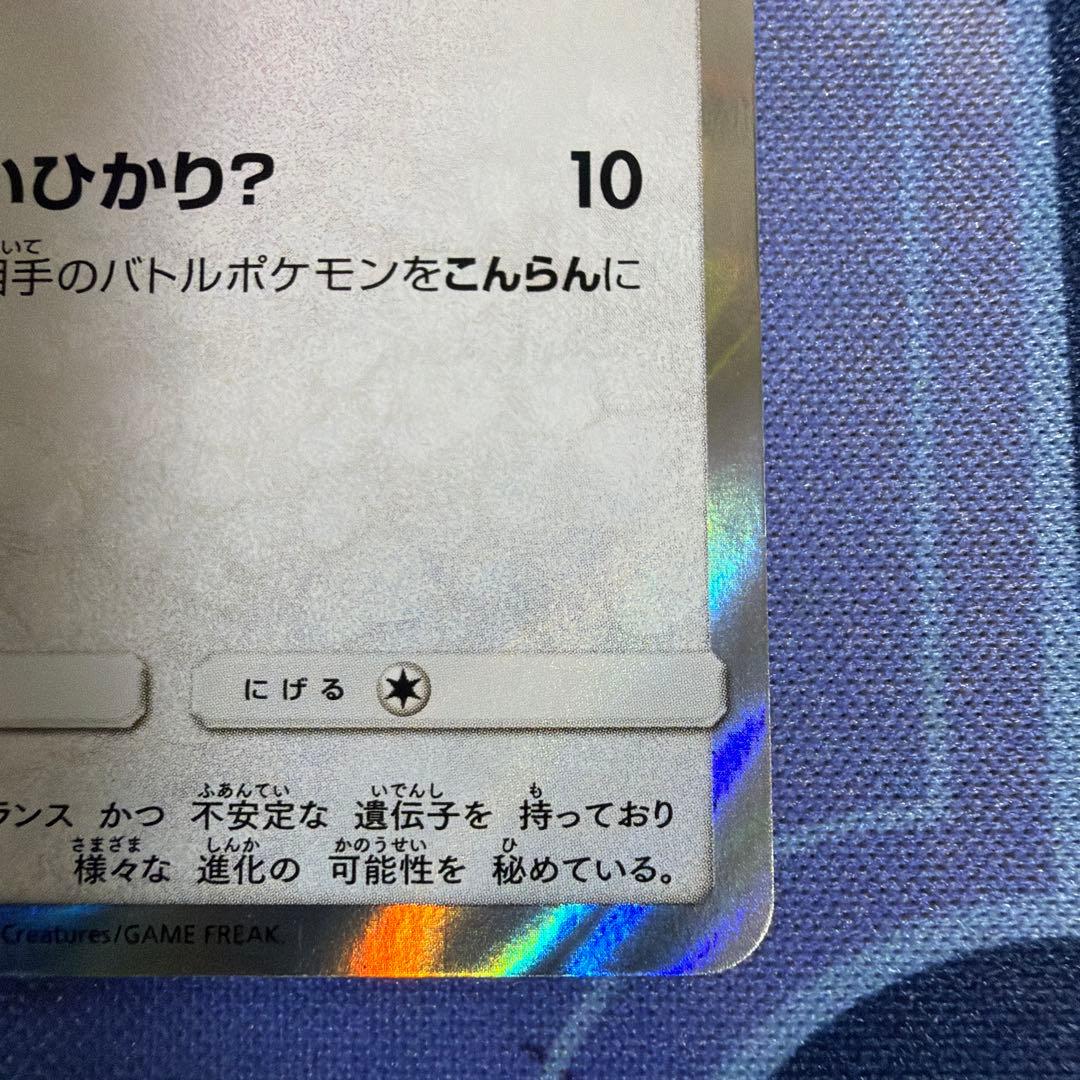 いひかり? 10
相手のバトルポケモンをこんらんに
にげる
ランス かつ 不安定な 遺伝子を 持っており
様々な 進化の 可能性を 秘めている。
Creatures/GAME FREAK.